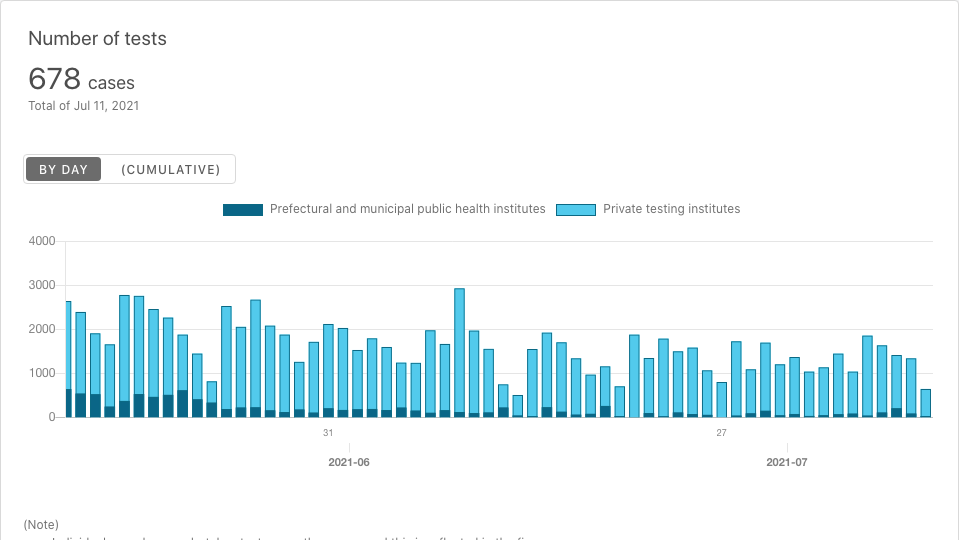 Number of tests
678 cases
Total of Jul 11, 2021
BY DAY (CUMULATIVE)
Prefectural and municipal public health institutes Private testing institutes
4000
3000
2000
1000
0
31 27
2021-06 2021-07
(Note)